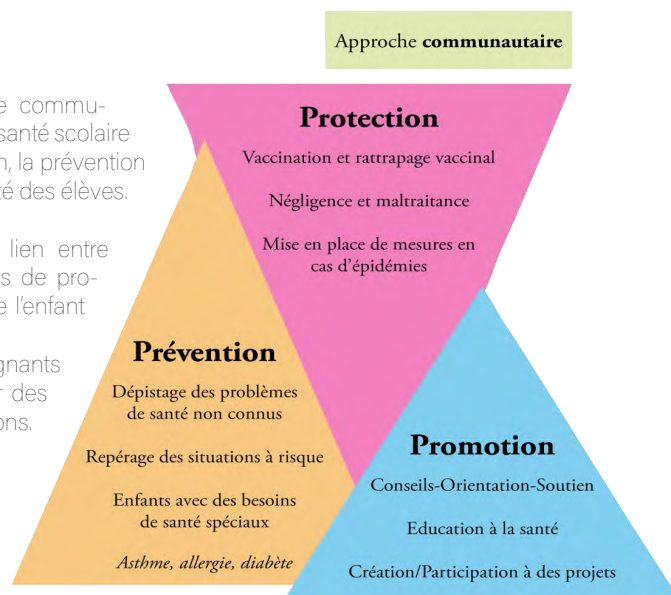 Approche communautaire
e commu-
santé scolaire
n, la prévention
té des élèves.
lien entre
s de pro-
e l'enfant
gnants
r des
ons.
Protection
Vaccination et rattrapage vaccinal
Négligence et maltraitance
Mise en place de mesures en
cas d'épidémies
Prévention
Dépistage des problèmes
de santé non connus
Repérage des situations à risque
Enfants avec des besoins
de santé spéciaux
Asthme, allergie, diabète
Promotion
Conseils-Orientation-Soutien
Education à la santé
Création/Participation à des projets